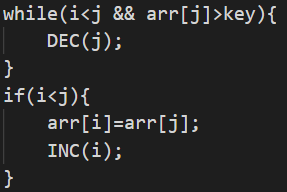 while(i<j && arr[j]>key){
    DEC(j);
}
if(i<j){
    arr[i]=arr[j];
    INC(i);
}